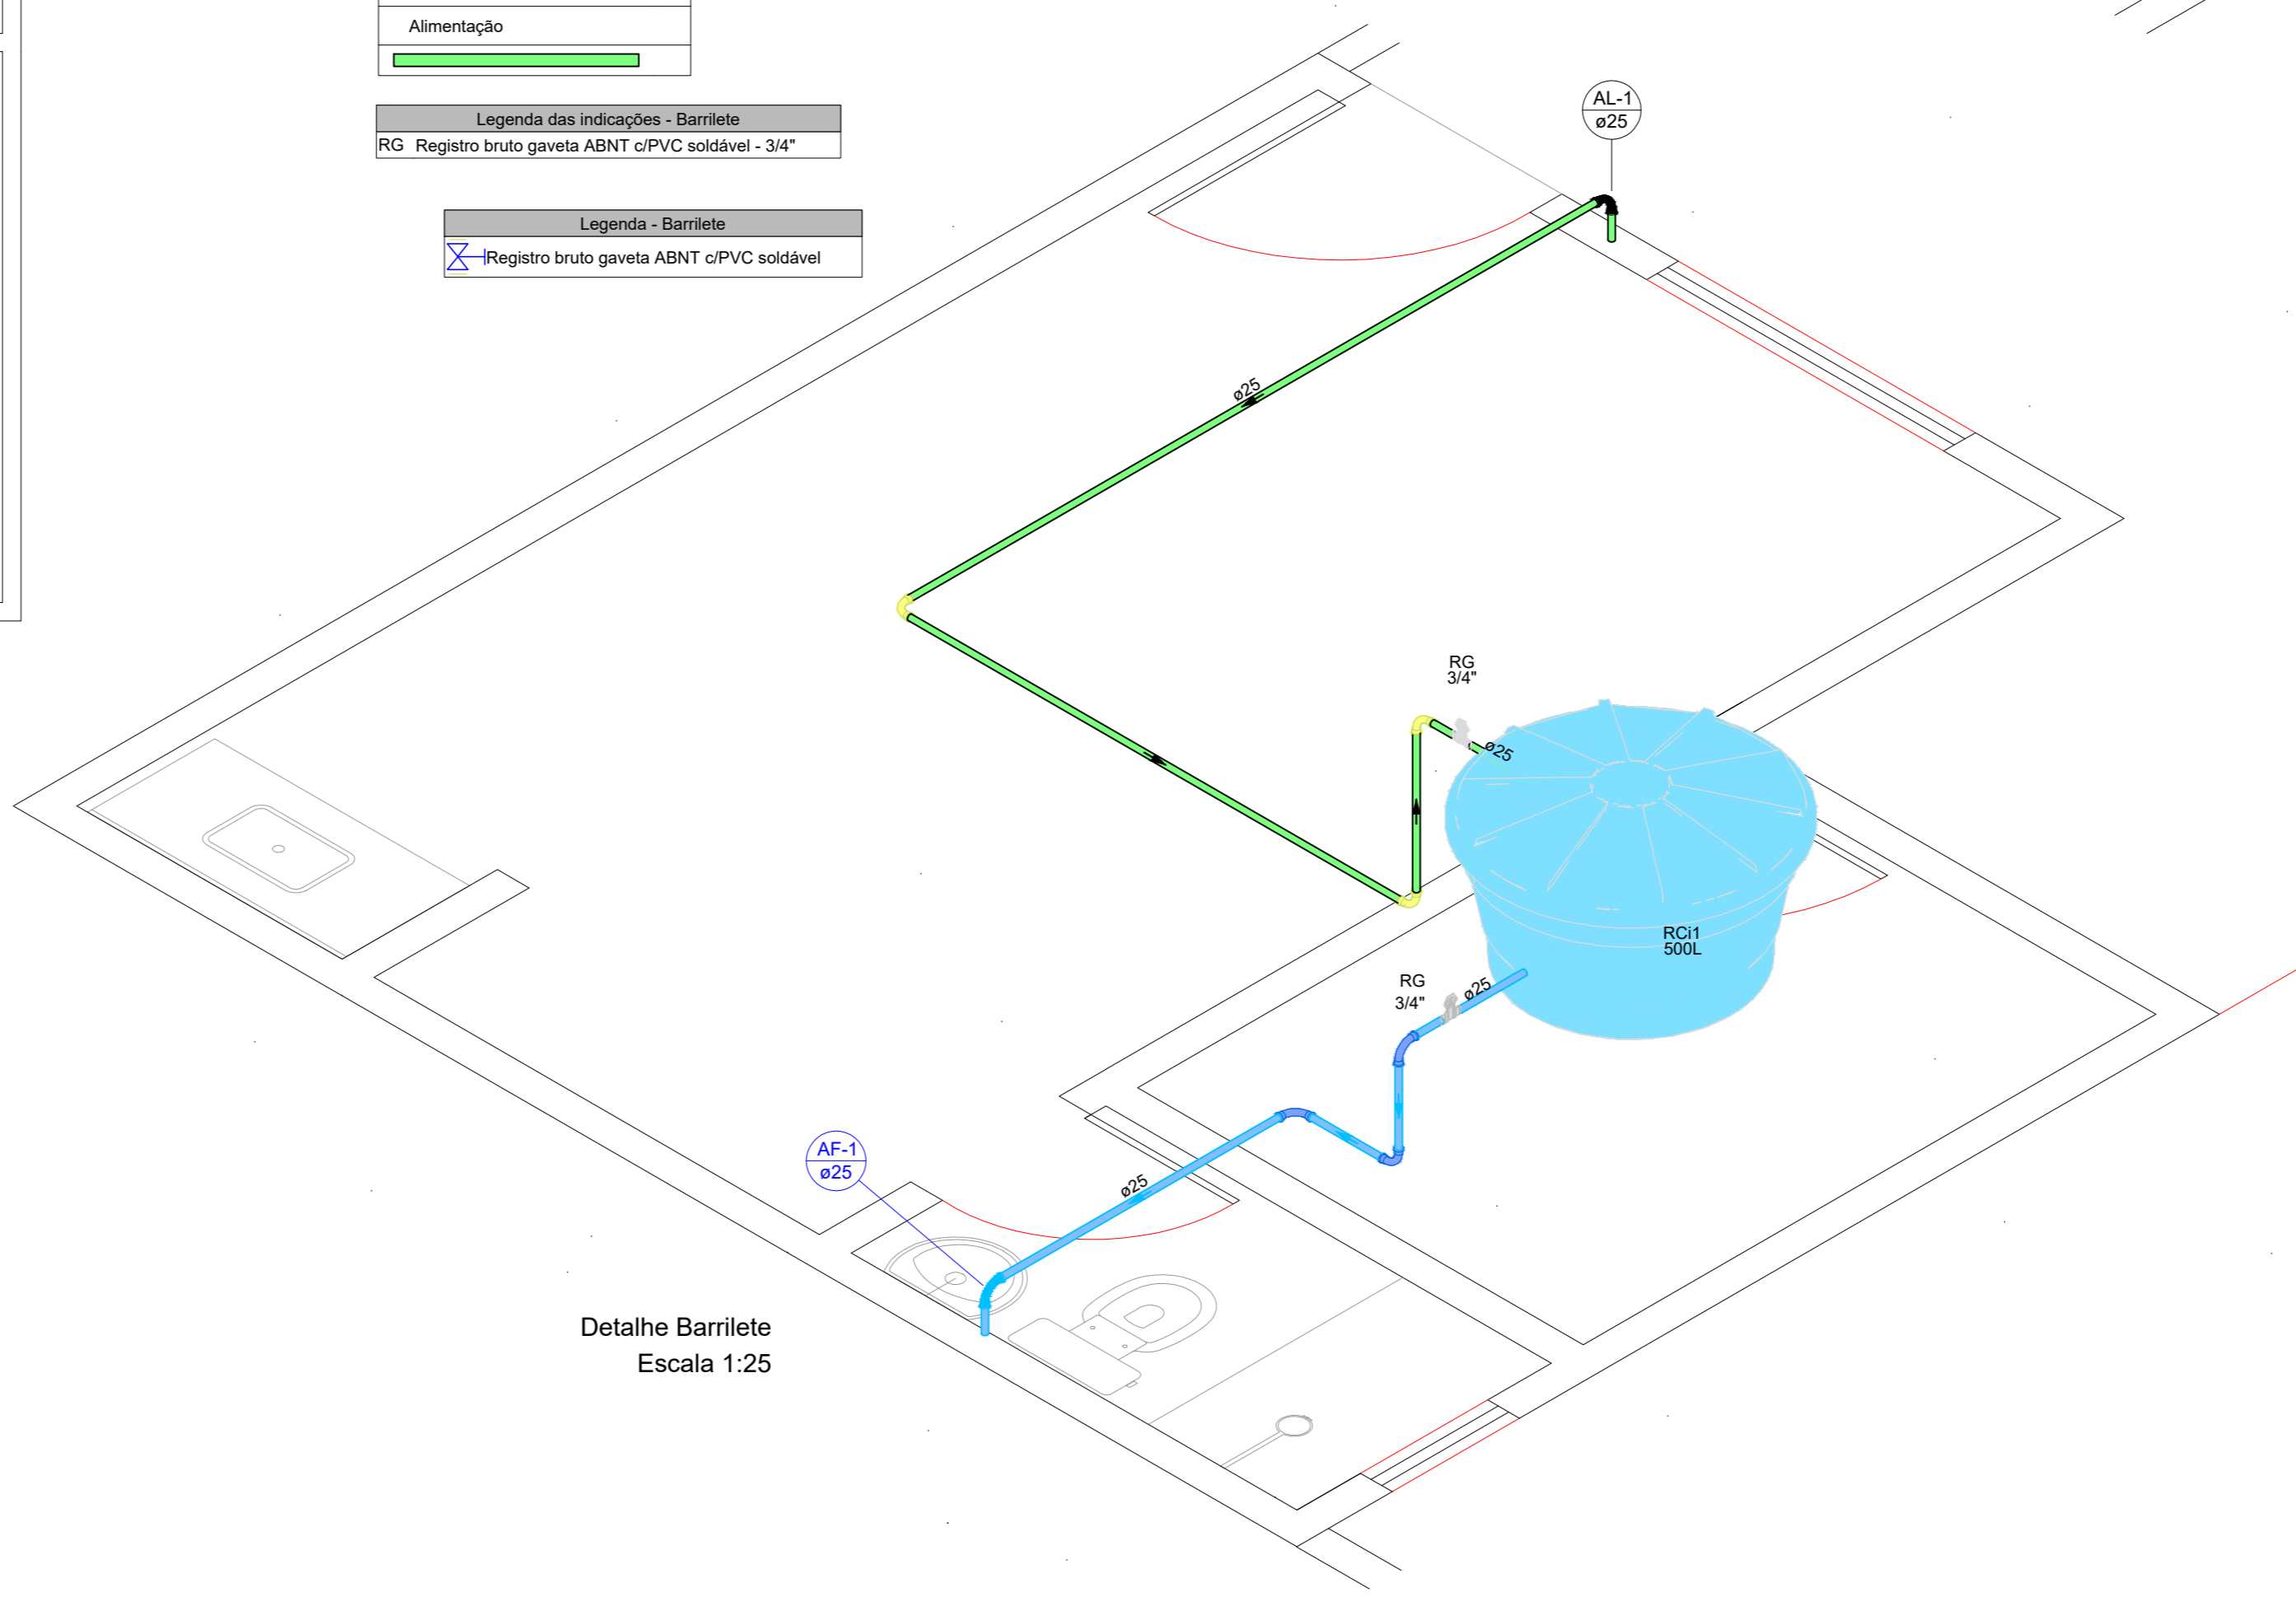 Alimentação
Legenda das indicações - Barrilete
RG Registro bruto gaveta ABNT c/PVC soldável - 3/4"
Legenda - Barrilete
Registro bruto gaveta ABNT c/PVC soldável
AL-1
ø25
ø25
RG
3/4"
ø25
RCi1
500L
RG
3/4"
ø25
AF-1
ø25
ø25
Detalhe Barrilete
Escala 1:25